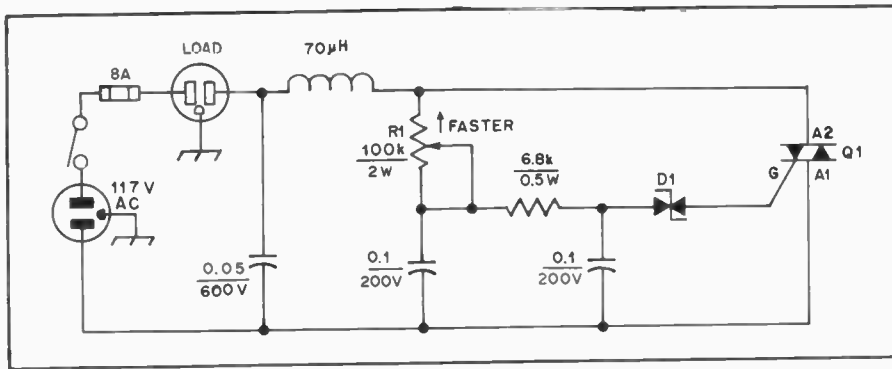 LOAD
70µH
8A
117V
AC
0.05
600V
R1
100k
2W
FASTER
6.8k
0.5W
0.1
200V
0.1
200V
D1
G
A2
Q1
A1